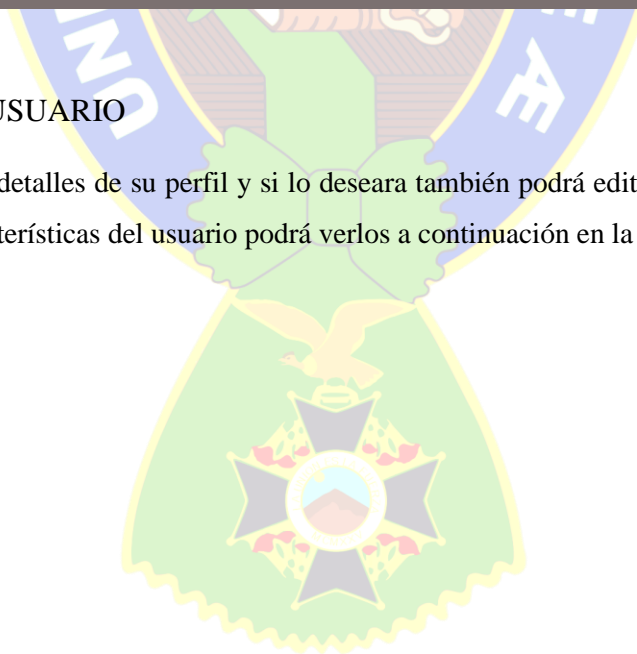 UN
Æ
USUARIO
detalles de su perfil y si lo deseara también podrá edit
terísticas del usuario podrá verlos a continuación en la